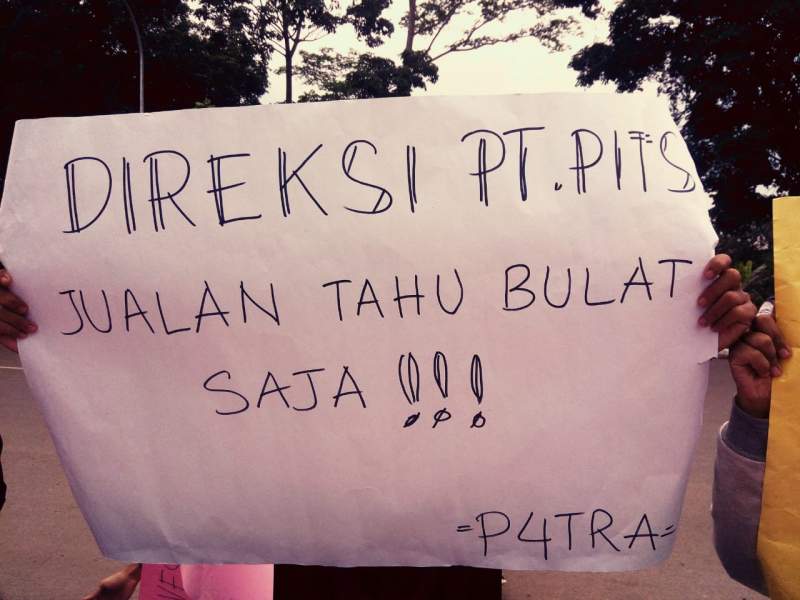 DIREKSI PT.PITS
JUALAN TAHU BULAT
SAJA !!!
=P4TRA=